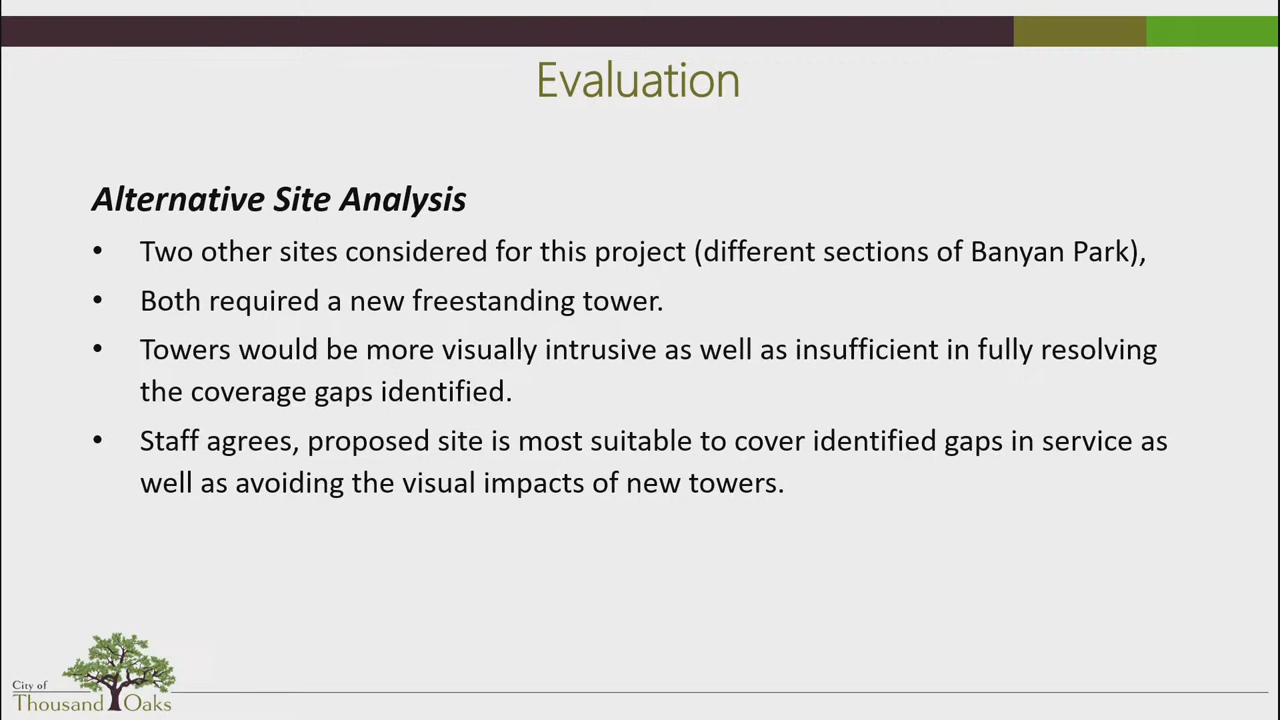 Evaluation
Alternative Site Analysis
• Two other sites considered for this project (different sections of Banyan Park),
• Both required a new freestanding tower.
• Towers would be more visually intrusive as well as insufficient in fully resolving
the coverage gaps identified.
• Staff agrees, proposed site is most suitable to cover identified gaps in service as
well as avoiding the visual impacts of new towers.
City of
Thousand Oaks